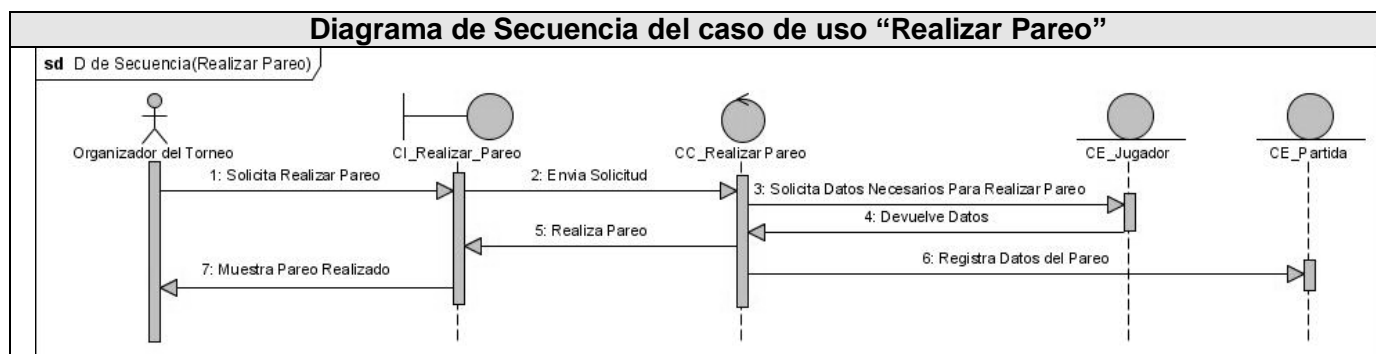 Diagrama de Secuencia del caso de uso “Realizar Pareo”
sd D de Secuencia(Realizar Pareo)
Organizador del Torneo
CI_Realizar_Pareo
CC_Realizar Pareo
CE_Jugador
CE_Partida
1: Solicita Realizar Pareo
2: Envia Solicitud
3: Solicita Datos Necesarios Para Realizar Pareo
4: Devuelve Datos
5: Realiza Pareo
6: Registra Datos del Pareo
7: Muestra Pareo Realizado